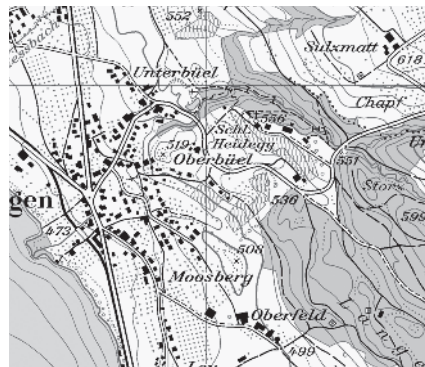 552
Sulzmatt
618
Unterbüel
Chapf
556
Schl.
Heidegg
519
Oberbüel
551
Stors
gen
536
599
473
508
Moosberg
Oberfeld
499